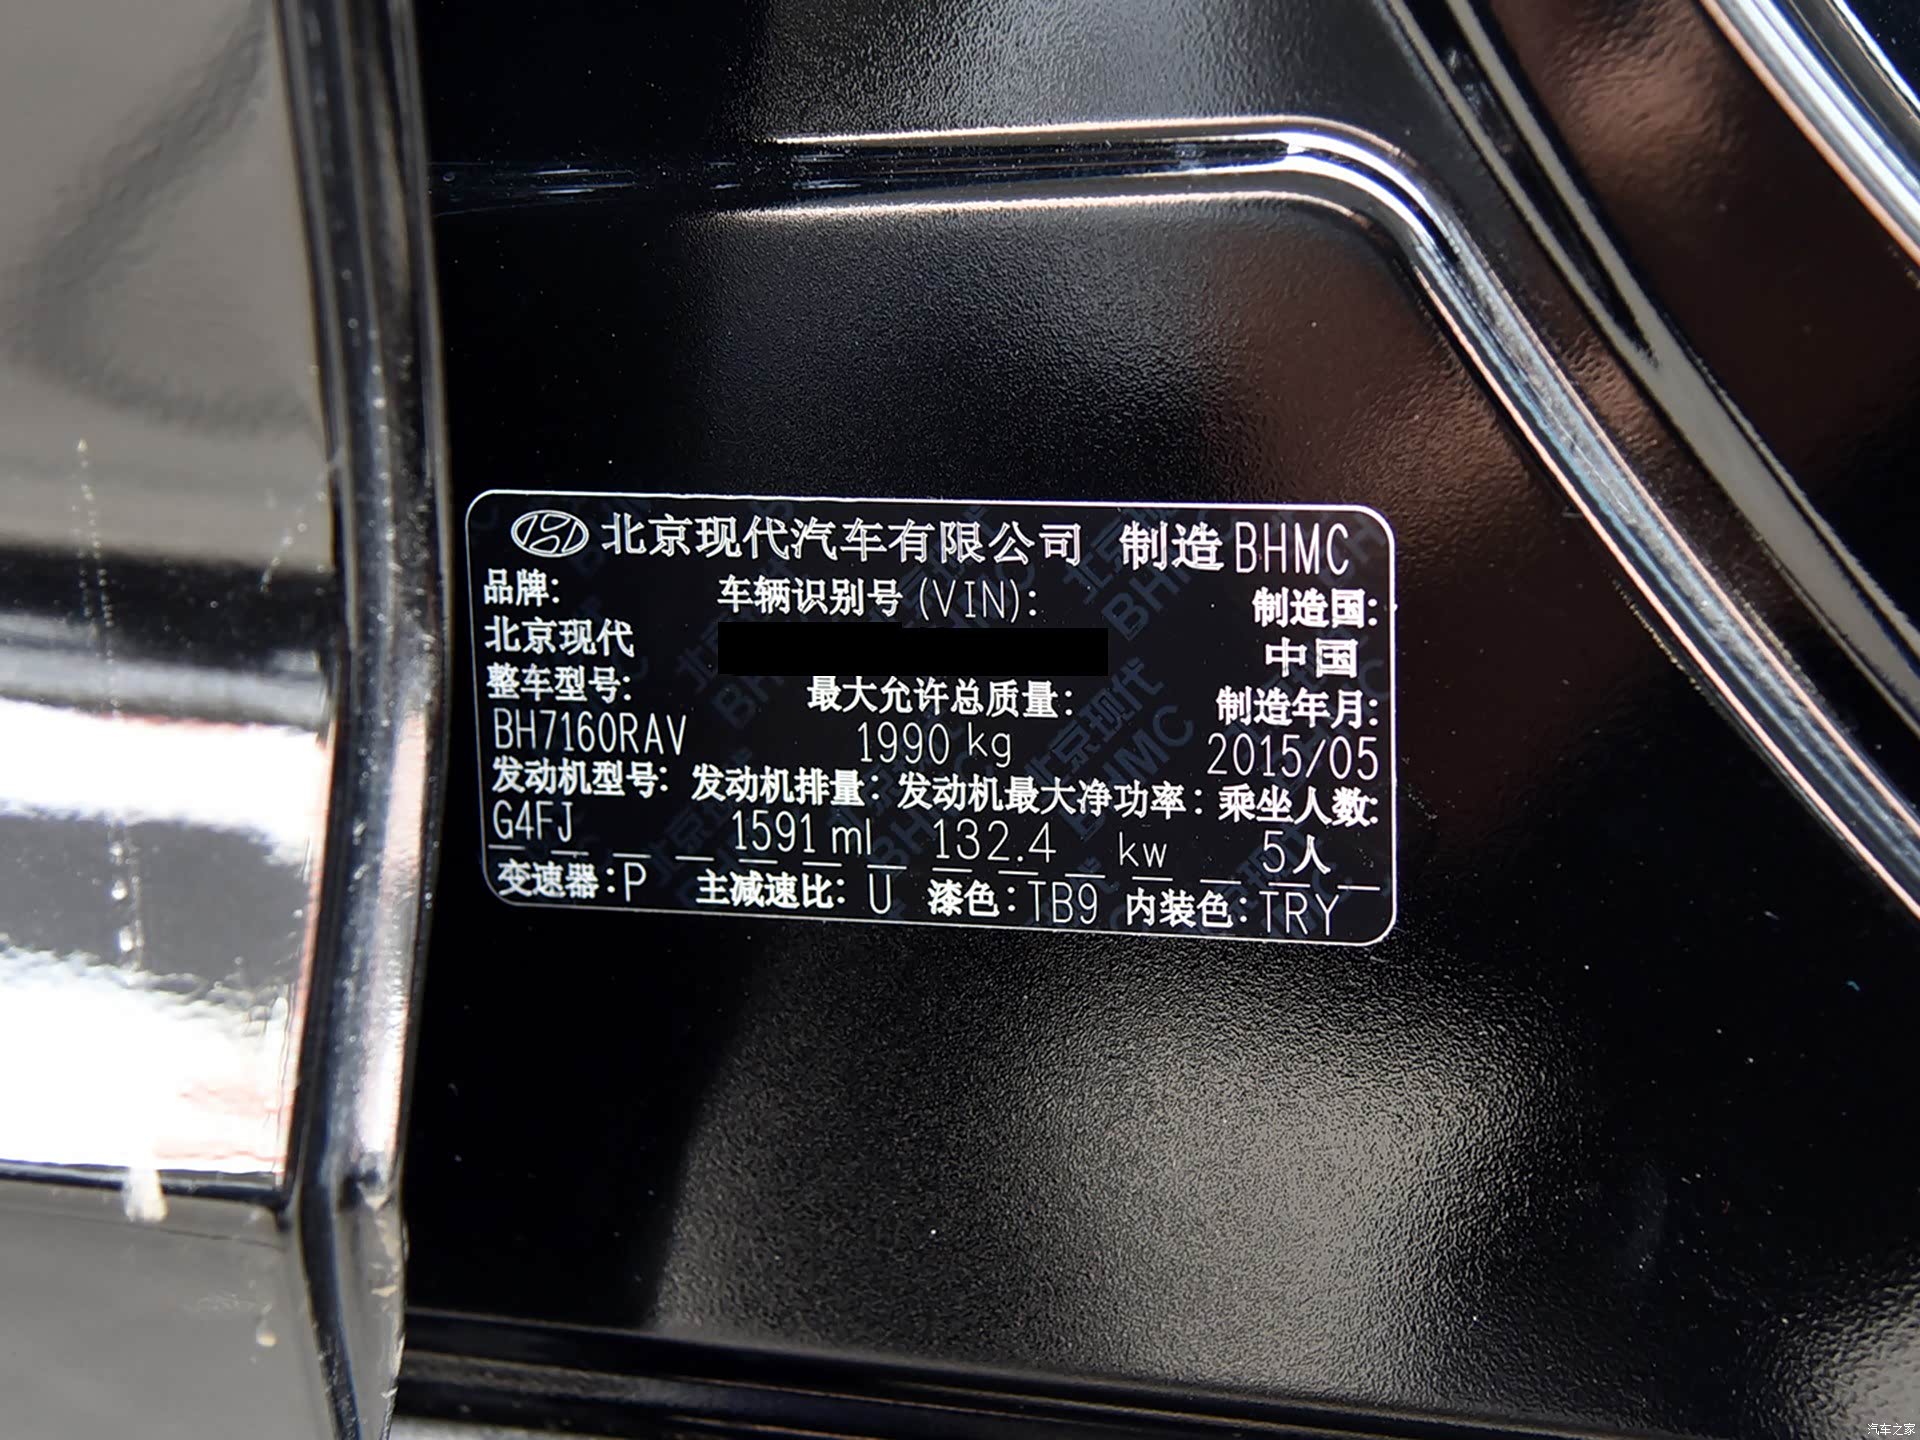 北京现代汽车有限公司 制造 BHMC
品牌: 车辆识别号(VIN): 制造国:
北京现代 中国
整车型号: 最大允许总质量: 制造年月:
BH7160RAV 1990 kg 2015/05
发动机型号: 发动机排量: 发动机最大净功率: 乘坐人数:
G4FJ 1591 ml 132.4 kw 5人
变速器:P 主减速比: U 漆色:TB9 内装色:TRY
汽车之家